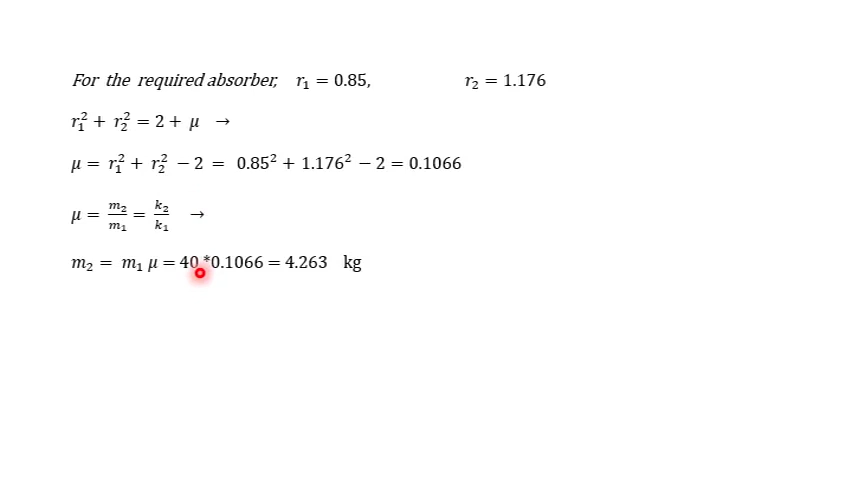 For the required absorber, r₁ = 0.85, r₂ = 1.176
r₁² + r₂² = 2 + μ →
μ = r₁² + r₂² − 2 = 0.85² + 1.176² − 2 = 0.1066
μ = m₂/m₁ = k₂/k₁ →
m₂ = m₁ μ = 40 *0.1066 = 4.263 kg